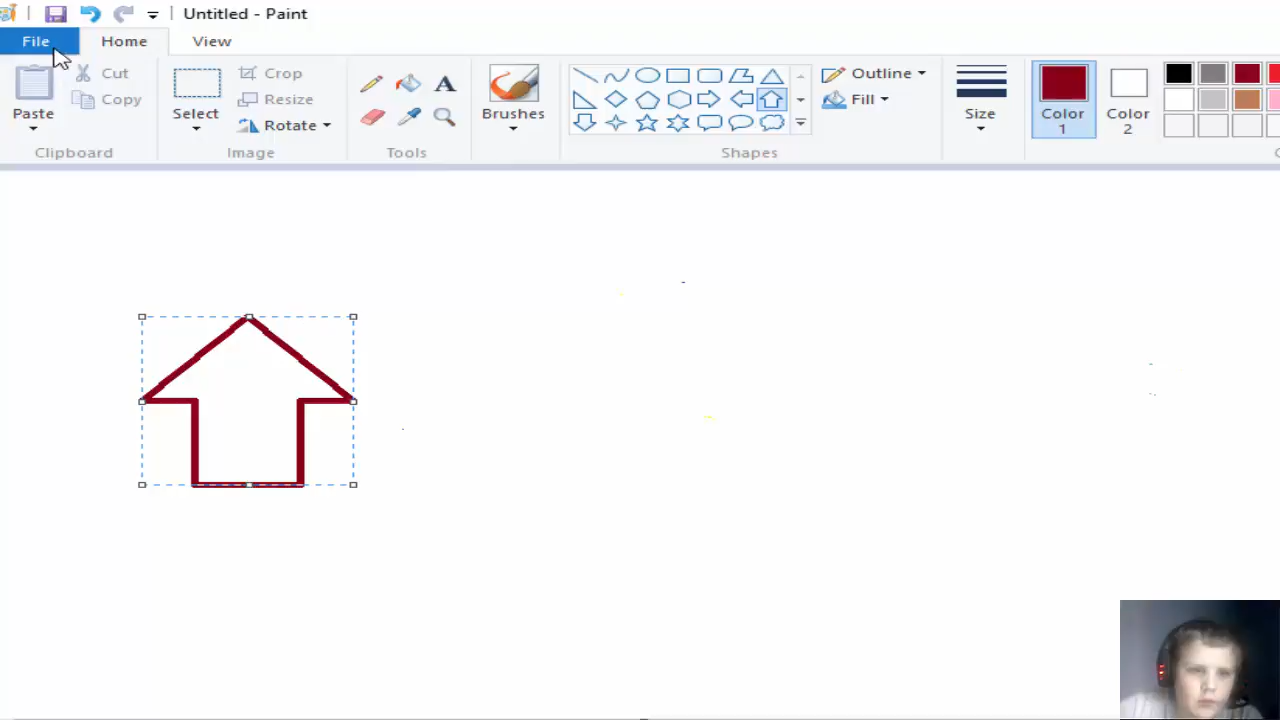 Untitled - Paint
File Home View
Paste Cut Copy Clipboard
Select Crop Resize Rotate Image
Tools
Brushes
Shapes
Outline Fill
Size
Color 1
Color 2